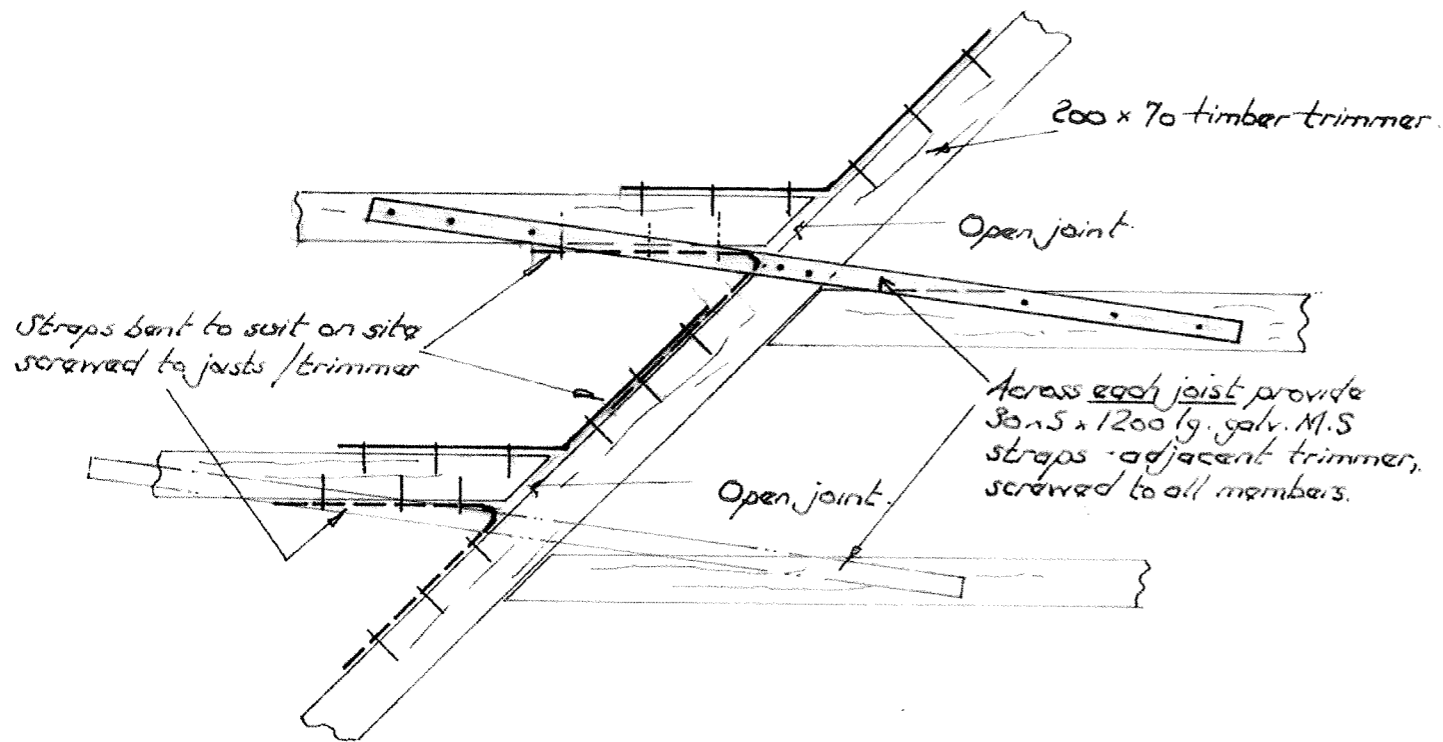 200 x 70 timber trimmer.
Open joint.
Straps bent to suit on site
screwed to joists / trimmer
Across each joist provide
30 x 5 x 1200 lg. galv. M.S
straps - adjacent trimmer,
screwed to all members.
Open joint.